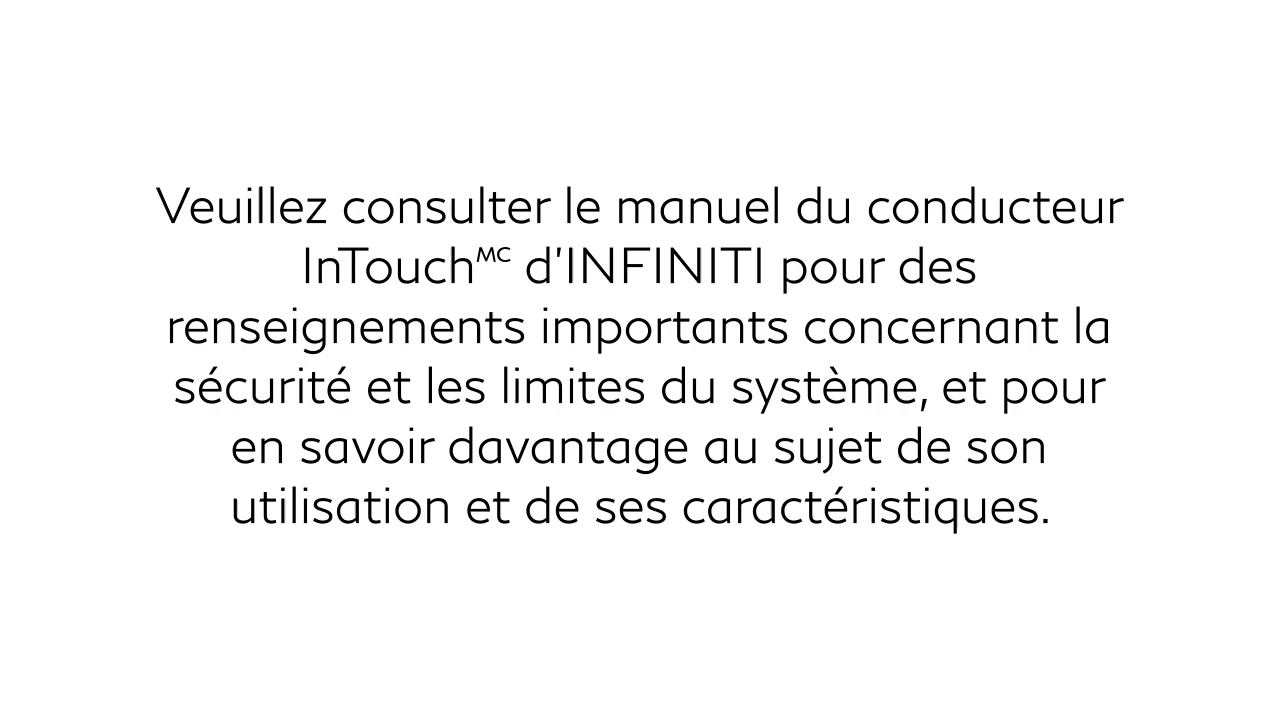 Veuillez consulter le manuel du conducteur
InTouchᴹᶜ d'INFINITI pour des
renseignements importants concernant la
sécurité et les limites du système, et pour
en savoir davantage au sujet de son
utilisation et de ses caractéristiques.